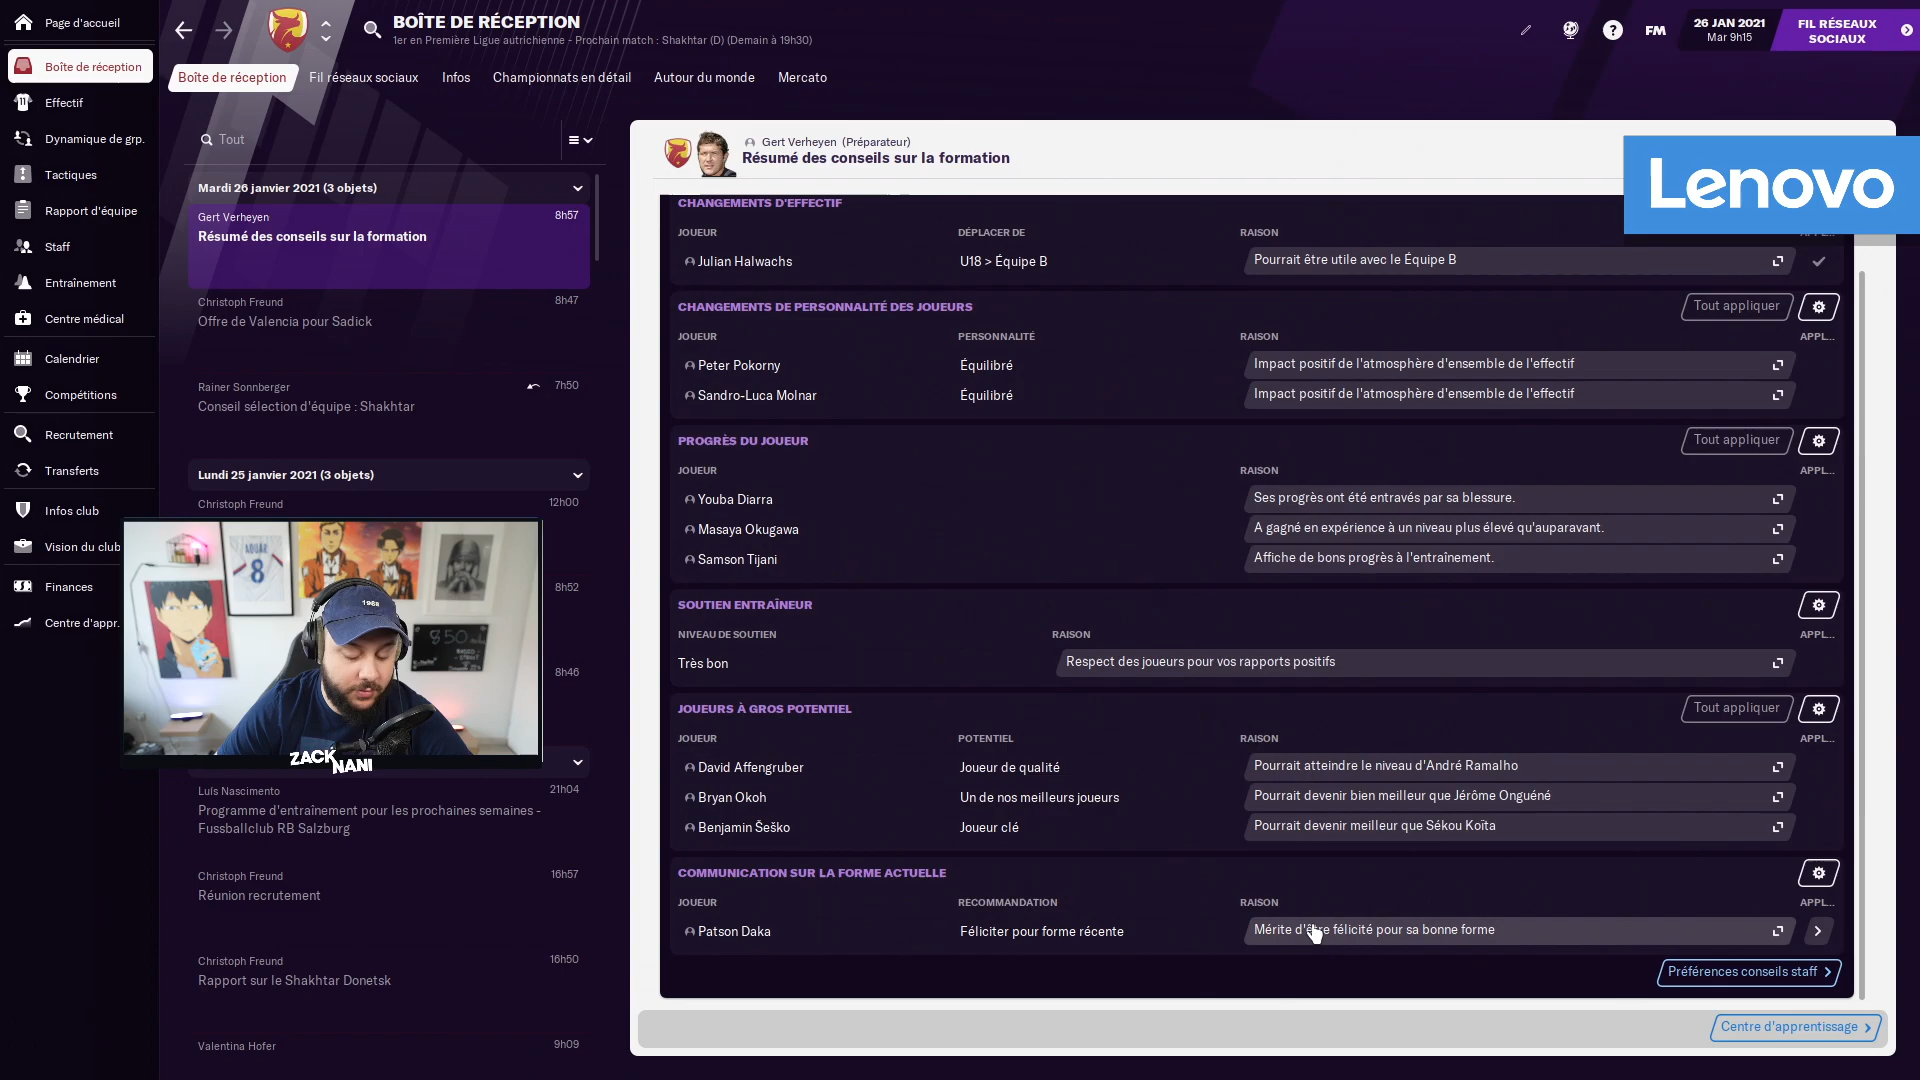 Page d'accueil
Boîte de réception
Effectif
Dynamique de grp.
Tactiques
Rapport d'équipe
Staff
Entraînement
Centre médical
Calendrier
Compétitions
Recrutement
Transferts
Infos club
Vision du club
Finances
Centre d'appr.
BOÎTE DE RÉCEPTION
1er en Première Ligue autrichienne - Prochain match : Shakhtar (D) (Demain à 19h30)
FM
26 JAN 2021
Mar 9h15
FIL RÉSEAUX
SOCIAUX
Boîte de réception
Fil réseaux sociaux
Infos
Championnats en détail
Autour du monde
Mercato
Tout
Mardi 26 janvier 2021 (3 objets)
Gert Verheyen 8h57
Résumé des conseils sur la formation
Christoph Freund 8h47
Offre de Valencia pour Sadick
Rainer Sonnberger 7h50
Conseil sélection d'équipe : Shakhtar
Lundi 25 janvier 2021 (3 objets)
Christoph Freund 12h00
8h52
8h46
1988
8
ZACK
NANI
Luís Nascimento 21h04
Programme d'entraînement pour les prochaines semaines -
Fussballclub RB Salzburg
Christoph Freund 16h57
Réunion recrutement
Christoph Freund 16h50
Rapport sur le Shakhtar Donetsk
Valentina Hofer 9h09
Gert Verheyen (Préparateur)
Résumé des conseils sur la formation
Lenovo
CHANGEMENTS D'EFFECTIF
JOUEUR DÉPLACER DE RAISON
Julian Halwachs U18 > Équipe B Pourrait être utile avec le Équipe B
CHANGEMENTS DE PERSONNALITÉ DES JOUEURS Tout appliquer
JOUEUR PERSONNALITÉ RAISON APPL...
Peter Pokorny Équilibré Impact positif de l'atmosphère d'ensemble de l'effectif
Sandro-Luca Molnar Équilibré Impact positif de l'atmosphère d'ensemble de l'effectif
PROGRÈS DU JOUEUR Tout appliquer
JOUEUR RAISON APPL...
Youba Diarra Ses progrès ont été entravés par sa blessure.
Masaya Okugawa A gagné en expérience à un niveau plus élevé qu'auparavant.
Samson Tijani Affiche de bons progrès à l'entraînement.
SOUTIEN ENTRAÎNEUR
NIVEAU DE SOUTIEN RAISON APPL...
Très bon Respect des joueurs pour vos rapports positifs
JOUEURS À GROS POTENTIEL Tout appliquer
JOUEUR POTENTIEL RAISON APPL...
David Affengruber Joueur de qualité Pourrait atteindre le niveau d'André Ramalho
Bryan Okoh Un de nos meilleurs joueurs Pourrait devenir bien meilleur que Jérôme Onguéné
Benjamin Šeško Joueur clé Pourrait devenir meilleur que Sékou Koïta
COMMUNICATION SUR LA FORME ACTUELLE
JOUEUR RECOMMANDATION RAISON APPL...
Patson Daka Féliciter pour forme récente Mérite d'être félicité pour sa bonne forme
Préférences conseils staff
Centre d'apprentissage